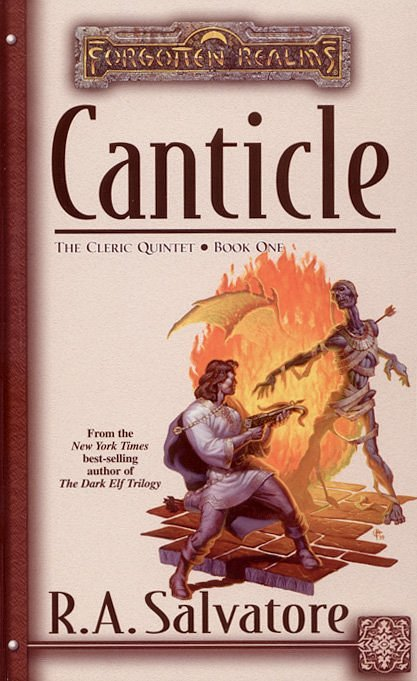 FORGOTTEN REALMS
Canticle
THE CLERIC QUINTET • BOOK ONE
From the
New York Times
best-selling
author of
The Dark Elf Trilogy
R.A. Salvatore